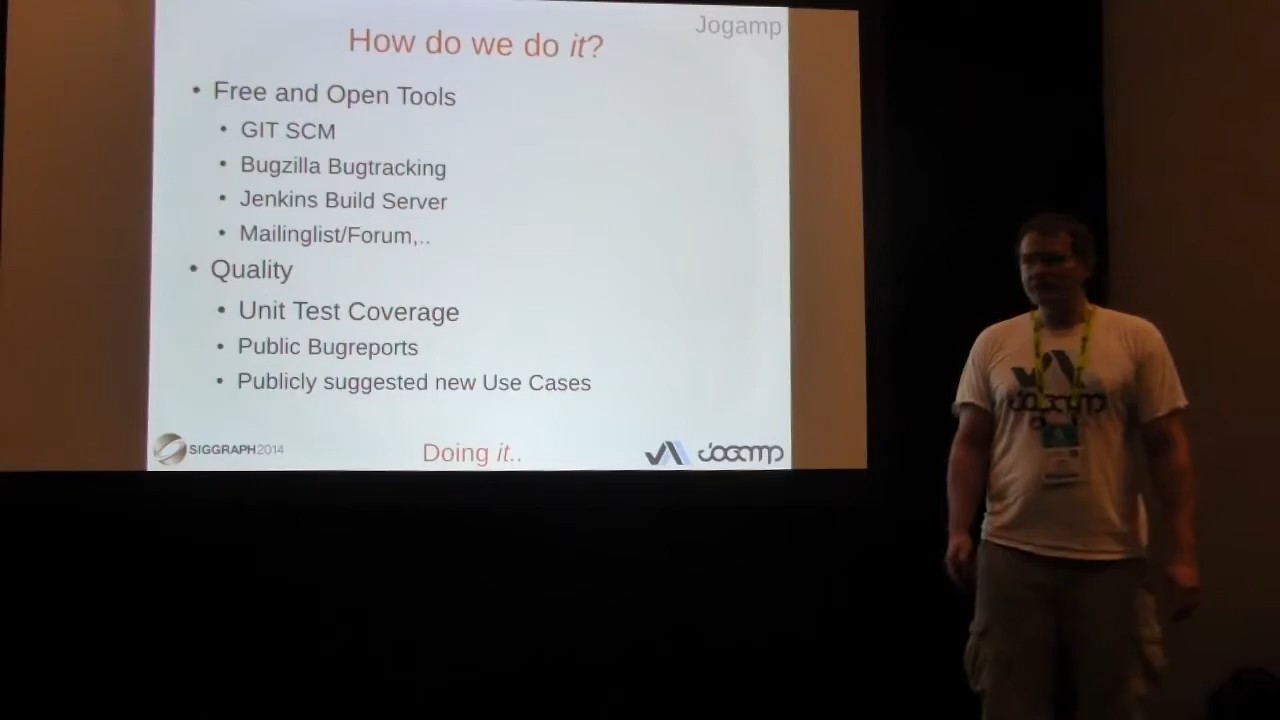 Jogamp
How do we do it?
• Free and Open Tools
• GIT SCM
• Bugzilla Bugtracking
• Jenkins Build Server
• Mailinglist/Forum,..
• Quality
• Unit Test Coverage
• Public Bugreports
• Publicly suggested new Use Cases
SIGGRAPH2014
Doing it..
Jogamp
Jogamp